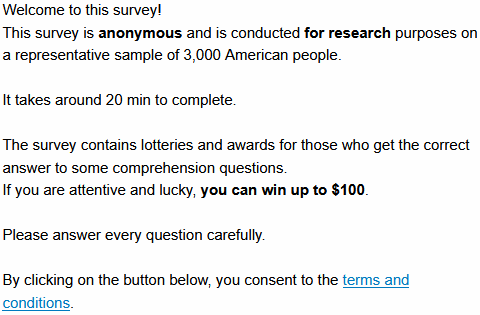 Welcome to this survey!
This survey is anonymous and is conducted for research purposes on
a representative sample of 3,000 American people.
It takes around 20 min to complete.
The survey contains lotteries and awards for those who get the correct
answer to some comprehension questions.
If you are attentive and lucky, you can win up to $100.
Please answer every question carefully.
By clicking on the button below, you consent to the terms and
conditions.